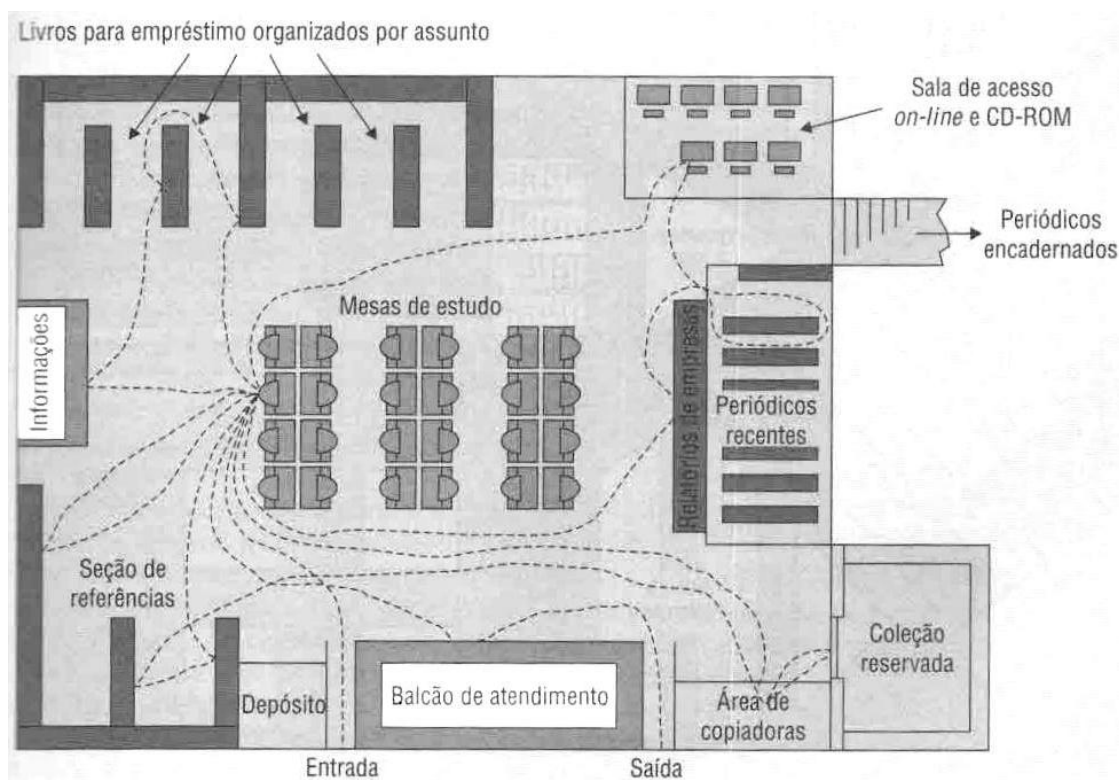 Livros para empréstimo organizados por assunto
Sala de acesso
on-line e CD-ROM
Periódicos
encadernados
Mesas de estudo
Informações
Relatórios de empresas
Periódicos
recentes
Seção de
referências
Coleção
reservada
Depósito
Balcão de atendimento
Área de
copiadoras
Entrada
Saída